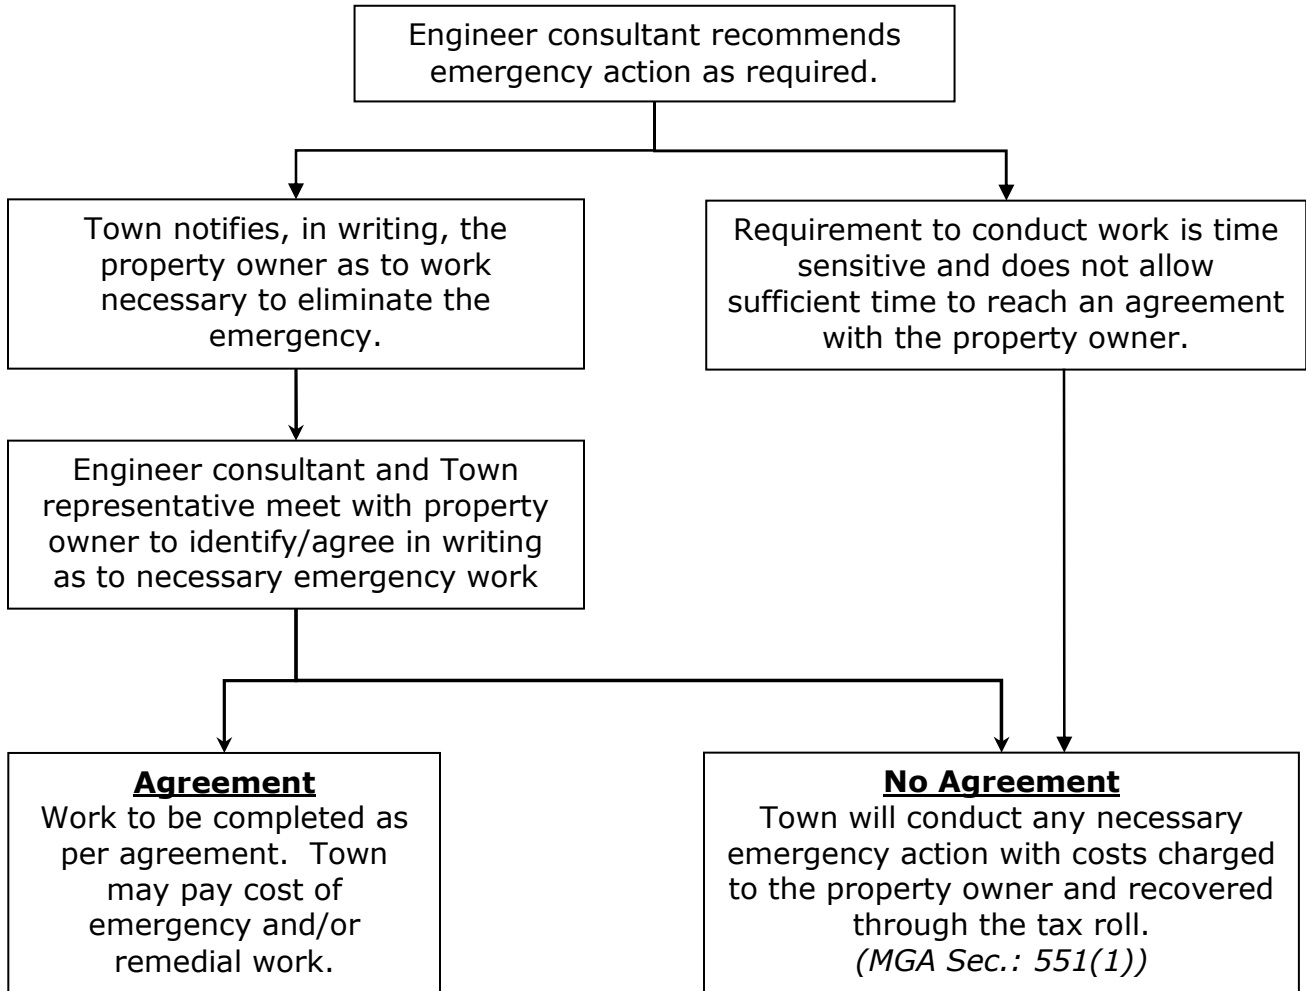 Engineer consultant recommends
emergency action as required.
Town notifies, in writing, the
property owner as to work
necessary to eliminate the
emergency.
Requirement to conduct work is time
sensitive and does not allow
sufficient time to reach an agreement
with the property owner.
Engineer consultant and Town
representative meet with property
owner to identify/agree in writing
as to necessary emergency work
Agreement
Work to be completed as
per agreement.  Town
may pay cost of
emergency and/or
remedial work.
No Agreement
Town will conduct any necessary
emergency action with costs charged
to the property owner and recovered
through the tax roll.
(MGA Sec.: 551(1))